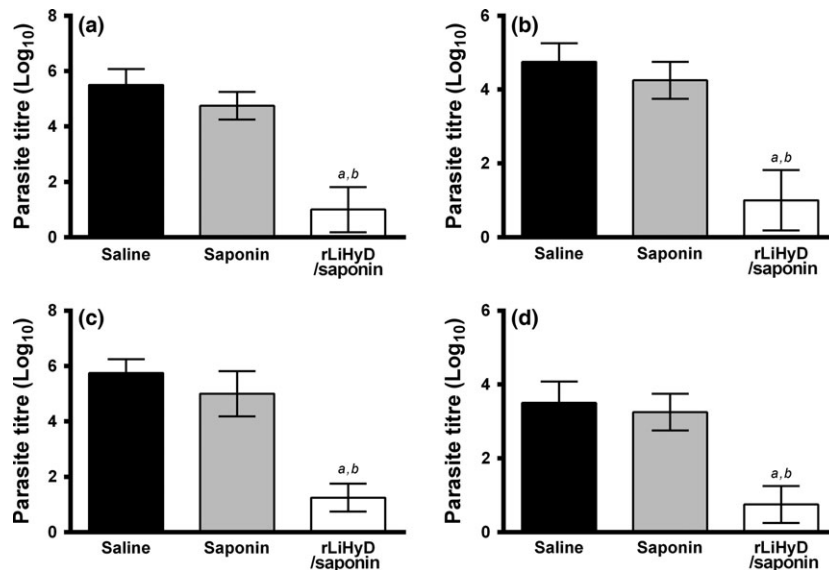 (a)
Parasite titre (Log10)
8
6
4
2
0
a,b
Saline
Saponin
rLiHyD
/saponin
(b)
Parasite titre (Log10)
6
4
2
0
a,b
Saline
Saponin
rLiHyD
/saponin
(c)
Parasite titre (Log10)
8
6
4
2
0
a,b
Saline
Saponin
rLiHyD
/saponin
(d)
Parasite titre (Log10)
6
4
2
0
a,b
Saline
Saponin
rLiHyD
/saponin